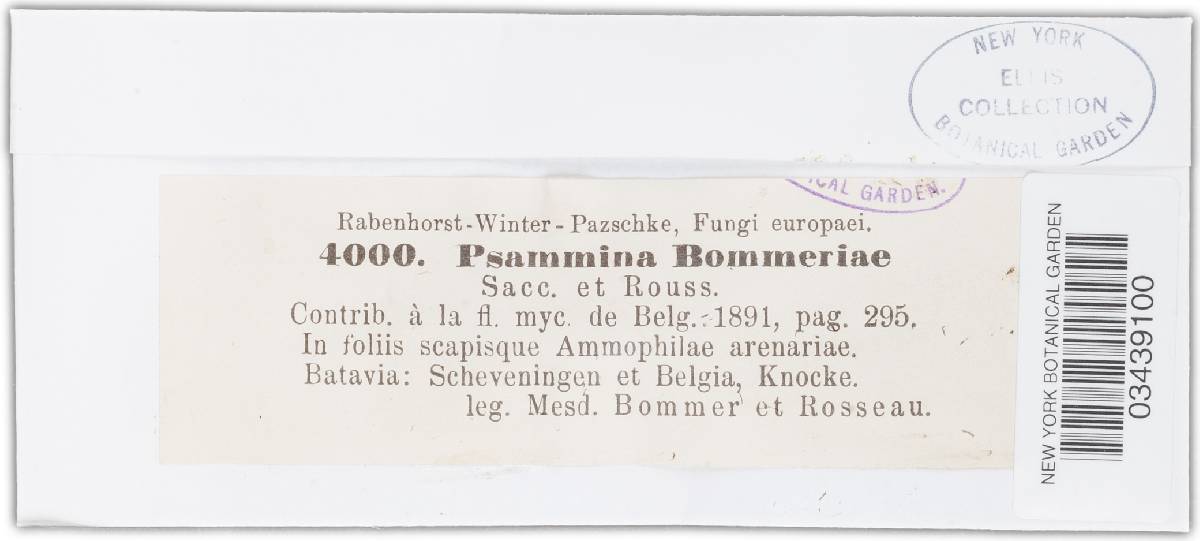 NEW YORK
ELLIS
COLLECTION
BOTANICAL GARDEN
ICAL GARDEN.
Rabenhorst-Winter-Pazschke, Fungi europaei.
4000. Psammina Bommeriae
Sacc. et Rouss.
Contrib. à la fl. myc. de Belg. 1891, pag. 295.
In foliis scapisque Ammophilae arenariae.
Batavia: Scheveningen et Belgia, Knocke.
leg. Mesd. Bommer et Rosseau.
NEW YORK BOTANICAL GARDEN
03439100